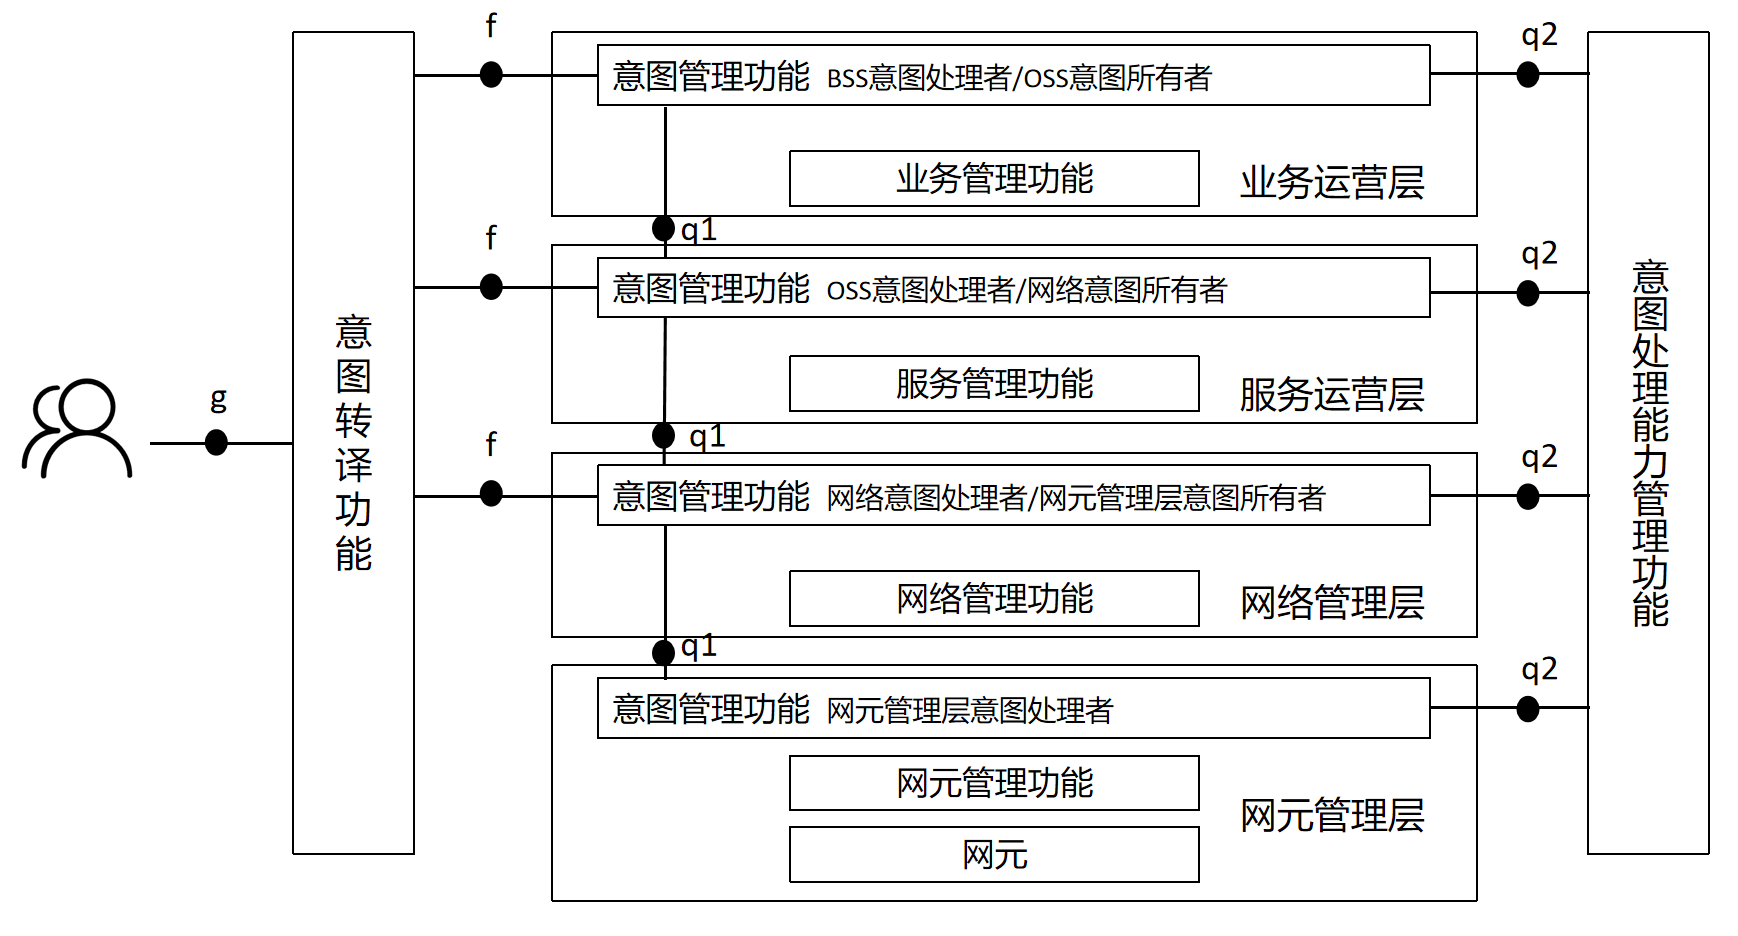 f
q2
意图管理功能 BSS意图处理者/OSS意图所有者
业务管理功能
业务运营层
q1
f
q2
意图管理功能 OSS意图处理者/网络意图所有者
服务管理功能
服务运营层
q1
g
意图转译功能
意图处理能力管理功能
f
q2
意图管理功能 网络意图处理者/网元管理层意图所有者
网络管理功能
网络管理层
q1
q2
意图管理功能 网元管理层意图处理者
网元管理功能
网元管理层
网元